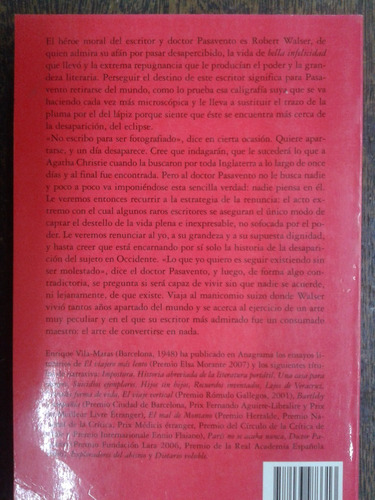 El héroe moral del escritor y doctor Pasavento es Robert Walser,
de quien admira su afán por pasar desapercibido, la vida de bella infelicidad
que llevó y la extrema repugnancia que le producían el poder y la gran-
deza literaria. Perseguir el destino de este escritor significa para Pasa-
vento retirarse del mundo, como lo prueba esa caligrafía suya que se va
haciendo cada vez más microscópica y le lleva a sustituir el trazo de la
pluma por el del lápiz porque siente que éste se encuentra más cerca de
la desaparición, del eclipse.
«No escribo para ser fotografiado», dice en cierta ocasión. Quiere apar-
tarse, y un día desaparece. Cree que indagarán, que le sucederá lo que a
Agatha Christie cuando la buscaron por toda Inglaterra a lo largo de once
días y al final fue encontrada. Pero al doctor Pasavento no le busca nadie
y poco a poco va imponiéndose esta sencilla verdad: nadie piensa en él.
Le veremos entonces recurrir a la estrategia de la renuncia: el acto extre-
mo con el cual algunos raros escritores se aseguran el único modo de
captar el destello de la vida plena e inexpresable, no sofocada por el po-
der. Le veremos renunciar al yo, a su grandeza y a su supuesta dignidad,
y hasta creer que está encarnando por sí solo la historia de la desapari-
ción del sujeto en Occidente. «Lo que yo quiero es seguir existiendo sin
ser molestado», dice el doctor Pasavento, y luego, de forma algo con-
tradictoria, se pregunta si será capaz de vivir sin que nadie se acuerde,
ni lejanamente, de que existe. Viaja al manicomio suizo donde Walser
vivió tantos años apartado del mundo y se acerca al ejercicio de un arte
muy peculiar y en el que su escritor más admirado fue un consumado
maestro: el arte de convertirse en nada.
Enrique Vila-Matas (Barcelona, 1948) ha publicado en Anagrama los ensayos litera-
rios de El viajero más lento (Premio Elsa Morante 2007) y los siguientes títu-
los de narrativa: Impostura, Historia abreviada de la literatura portátil, Una casa para
siempre, Suicidios ejemplares, Hijos sin hijos, Recuerdos inventados, Lejos de Veracruz,
Extraña forma de vida, El viaje vertical (Premio Rómulo Gallegos, 2001), Bartleby
y compañía (Premio Ciudad de Barcelona, Prix Fernando Aguirre-Libralire y Prix
du Meilleur Livre Étranger), El mal de Montano (Premio Herralde, Premio Na-
cional de la Crítica, Prix Médicis étranger, Premio del Círculo de la Crítica de
Chile, Premio Internazionale Ennio Flaiano), París no se acaba nunca, Doctor Pa-
savento (Premio Fundación Lara 2006, Premio de la Real Academia Española
Exploradores del abismo y Dietario voluble.